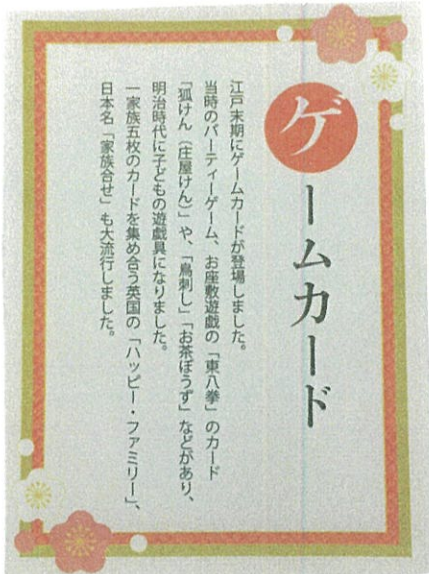 ゲームカード
江戸末期にゲームカードが登場しました。
当時のパーティーゲーム、お座敷遊戯の「東八拳」のカード
「狐けん（庄屋けん）」や、「鳥刺し」「お茶ぼうず」などがあり、
明治時代に子どもの遊戯具になりました。
一家族五枚のカードを集め合う英国の「ハッピー・ファミリー」、
日本名「家族合せ」も大流行しました。